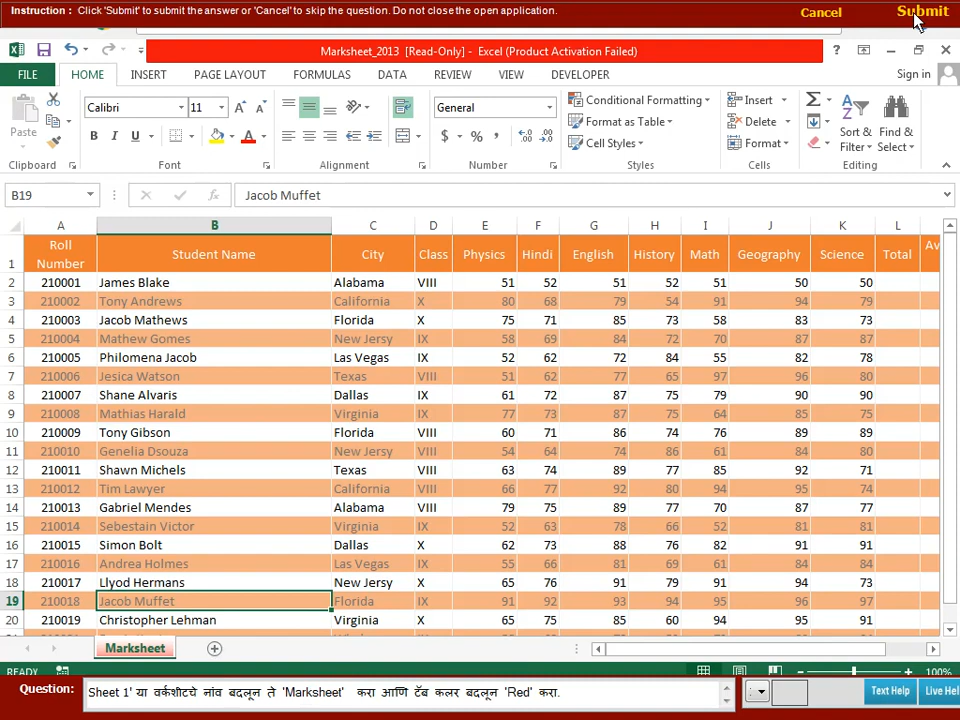 Instruction : Click 'Submit' to submit the answer or 'Cancel' to skip the question. Do not close the open application. Cancel Submit
Marksheet_2013 [Read-Only] - Excel (Product Activation Failed)
FILE HOME INSERT PAGE LAYOUT FORMULAS DATA REVIEW VIEW DEVELOPER Sign in
Calibri 11 General Conditional Formatting Insert
Paste B I U $ % Format as Table Delete Sort & Filter Find & Select
Cell Styles Format
Clipboard Font Alignment Number Styles Cells Editing
B19 Jacob Muffet
A B C D E F G H I J K L
1 Roll Number Student Name City Class Physics Hindi English History Math Geography Science Total Av
2 210001 James Blake Alabama VIII 51 52 51 52 51 50 50
3 210002 Tony Andrews California X 80 68 79 54 91 94 79
4 210003 Jacob Mathews Florida X 75 71 85 73 58 83 73
5 210004 Mathew Gomes New Jersy IX 58 69 84 72 70 87 87
6 210005 Philomena Jacob Las Vegas IX 52 62 72 84 55 82 78
7 210006 Jesica Watson Texas VIII 51 62 77 65 97 96 80
8 210007 Shane Alvaris Dallas IX 61 72 87 75 79 90 90
9 210008 Mathias Harald Virginia IX 77 73 87 75 64 85 75
10 210009 Tony Gibson Florida VIII 60 71 86 74 76 89 89
11 210010 Genelia Dsouza New Jersy VIII 54 64 74 86 61 84 80
12 210011 Shawn Michels Texas VIII 63 74 89 77 85 92 71
13 210012 Tim Lawyer California VIII 66 77 92 80 94 95 74
14 210013 Gabriel Mendes Alabama VIII 79 75 89 77 70 87 77
15 210014 Sebestain Victor Virginia IX 52 63 78 66 52 81 81
16 210015 Simon Bolt Dallas X 62 73 88 76 82 91 91
17 210016 Andrea Holmes Las Vegas IX 55 66 81 69 61 84 84
18 210017 Llyod Hermans New Jersy X 65 76 91 79 91 94 73
19 210018 Jacob Muffet Florida IX 91 92 93 94 95 96 97
20 210019 Christopher Lehman Virginia X 65 76 85 60 94 95 91
Marksheet
READY 100%
Question: Sheet 1' या वर्कशीटचे नांव बदलून ते 'Marksheet' करा आणि टॅब कलर बदलून 'Red' करा. Text Help Live Hel